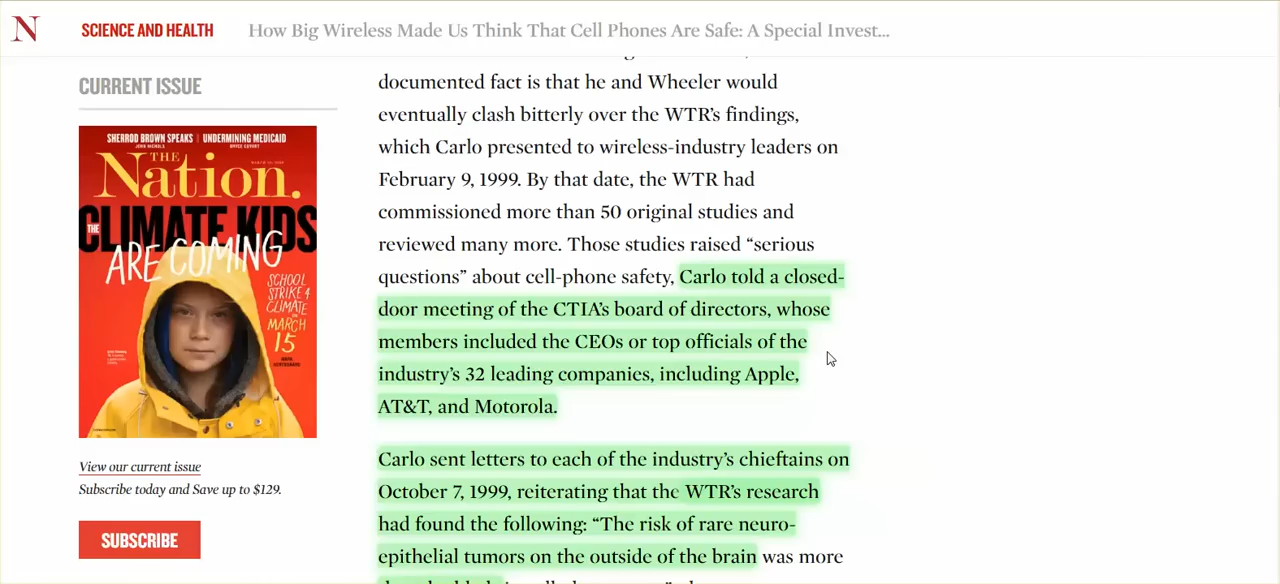 N
SCIENCE AND HEALTH
How Big Wireless Made Us Think That Cell Phones Are Safe: A Special Invest...
CURRENT ISSUE
SHERROD BROWN SPEAKS | UNDERMINING MEDICAID
JOHN NICHOLS BRYCE COVERT
THE
Nation.
THE CLIMATE KIDS
ARE COMING
SCHOOL
STRIKE 4
CLIMATE
MARCH
15
View our current issue
Subscribe today and Save up to $129.
SUBSCRIBE
documented fact is that he and Wheeler would
eventually clash bitterly over the WTR’s findings,
which Carlo presented to wireless-industry leaders on
February 9, 1999. By that date, the WTR had
commissioned more than 50 original studies and
reviewed many more. Those studies raised “serious
questions” about cell-phone safety, Carlo told a closed-
door meeting of the CTIA’s board of directors, whose
members included the CEOs or top officials of the
industry’s 32 leading companies, including Apple,
AT&T, and Motorola.
Carlo sent letters to each of the industry’s chieftains on
October 7, 1999, reiterating that the WTR’s research
had found the following: “The risk of rare neuro-
epithelial tumors on the outside of the brain was more